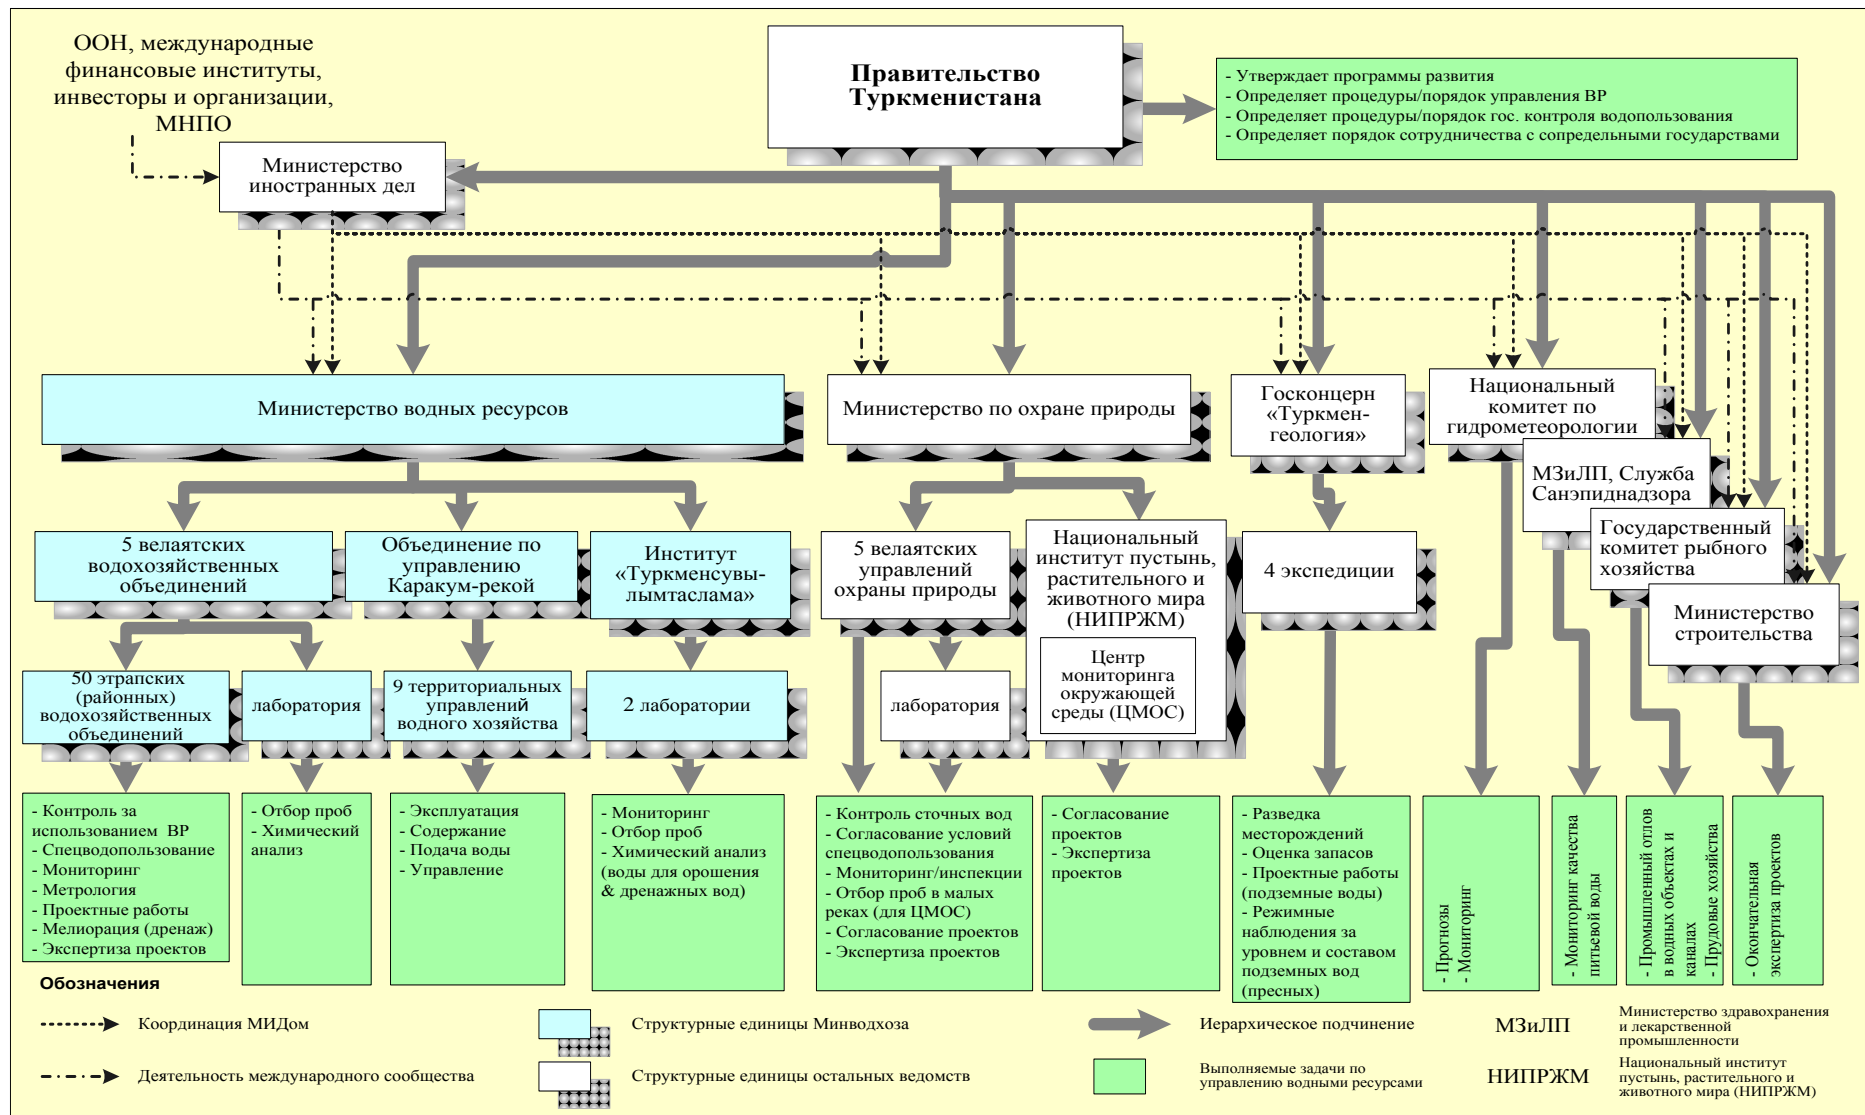 ООН, международные
финансовые институты,
инвесторы и организации,
МНПО
Правительство
Туркменистана
- Утверждает программы развития
- Определяет процедуры/порядок управления ВР
- Определяет процедуры/порядок гос. контроля водопользования
- Определяет порядок сотрудничества с сопредельными государствами
Министерство
иностранных дел
Министерство водных ресурсов
Министерство по охране природы
Госконцерн
«Туркмен-
геология»
Национальный
комитет по
гидрометеорологии
МЗиЛП, Служба
Санэпиднадзора
Государственный
комитет рыбного
хозяйства
Министерство
строительства
5 велаятских
водохозяйственных
объединений
Объединение по
управлению
Каракум-рекой
Институт
«Туркменсувы-
лымтаслама»
5 велаятских
управлений
охраны природы
Национальный
институт пустынь,
растительного и
животного мира
(НИПРЖМ)
Центр
мониторинга
окружающей
среды (ЦМОС)
4 экспедиции
50 этрапских
(районных)
водохозяйственных
объединений
лаборатория
9 территориальных
управлений
водного хозяйства
2 лаборатории
лаборатория
- Контроль за
использованием ВР
- Спецводопользование
- Мониторинг
- Метрология
- Проектные работы
- Мелиорация (дренаж)
- Экспертиза проектов
- Отбор проб
- Химический
анализ
- Эксплуатация
- Содержание
- Подача воды
- Управление
- Мониторинг
- Отбор проб
- Химический анализ
(воды для орошения
& дренажных вод)
- Контроль сточных вод
- Согласование условий
спецводопользования
- Мониторинг/инспекции
- Отбор проб в малых
реках (для ЦМОС)
- Согласование проектов
- Экспертиза проектов
- Согласование
проектов
- Экспертиза
проектов
- Разведка
месторождений
- Оценка запасов
- Проектные работы
(подземные воды)
- Режимные
наблюдения за
уровнем и составом
подземных вод
(пресных)
- Прогнозы
- Мониторинг
- Мониторинг качества
питьевой воды
- Промышленный отлов
в водных объектах и
каналах
- Прудовые хозяйства
- Окончательная
экспертиза проектов
Обозначения
Координация МИДом
Структурные единицы Минводхоза
Иерархическое подчинение
МЗиЛП
Министерство здравохранения
и лекарственной
промышленности
Деятельность международного сообщества
Структурные единицы остальных ведомств
Выполняемые задачи по
управлению водными ресурсами
НИПРЖМ
Национальный институт
пустынь, растительного и
животного мира (НИПРЖМ)